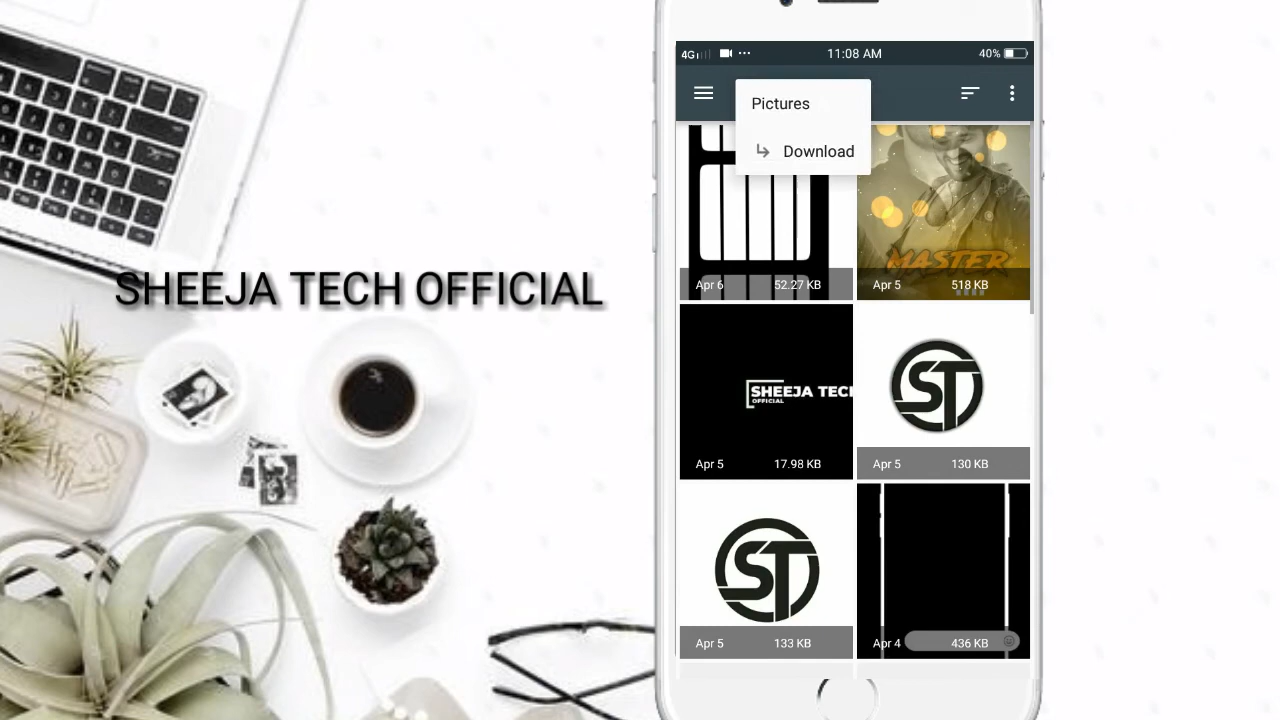 SHEEJA TECH OFFICIAL
4G 11:08 AM 40%
Pictures
Download
MASTER
Apr 6 52.27 KB
Apr 5 518 KB
SHEEJA TECH
OFFICIAL
Apr 5 17.98 KB
ST
Apr 5 130 KB
ST
Apr 5 133 KB
Apr 4 436 KB